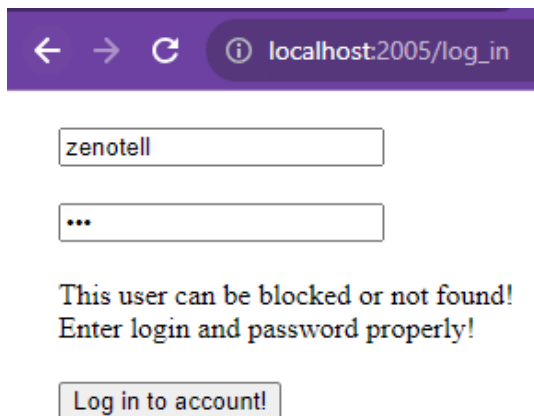 localhost:2005/log_in
zenotell
•••
This user can be blocked or not found!
Enter login and password properly!
Log in to account!